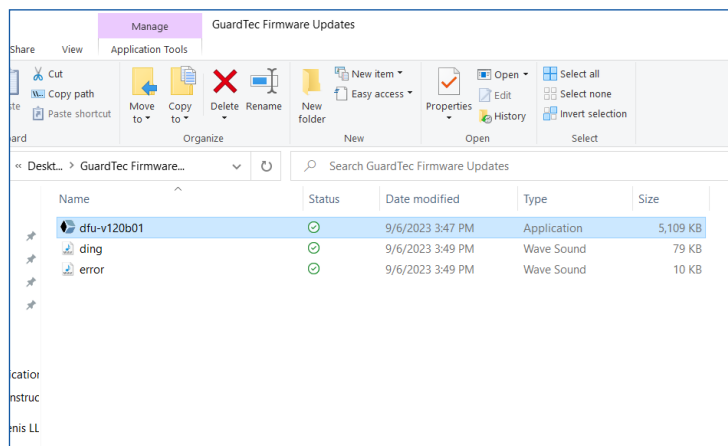 Manage
GuardTec Firmware Updates
Share
View
Application Tools
Cut
Copy path
Paste shortcut
Move to
Copy to
Delete
Rename
New folder
New item
Easy access
Properties
Open
Edit
History
Select all
Select none
Invert selection
Organize
New
Open
Select
« Deskt... > GuardTec Firmware...
Search GuardTec Firmware Updates
Name Status Date modified Type Size
dfu-v120b01 9/6/2023 3:47 PM Application 5,109 KB
ding 9/6/2023 3:49 PM Wave Sound 79 KB
error 9/6/2023 3:49 PM Wave Sound 10 KB